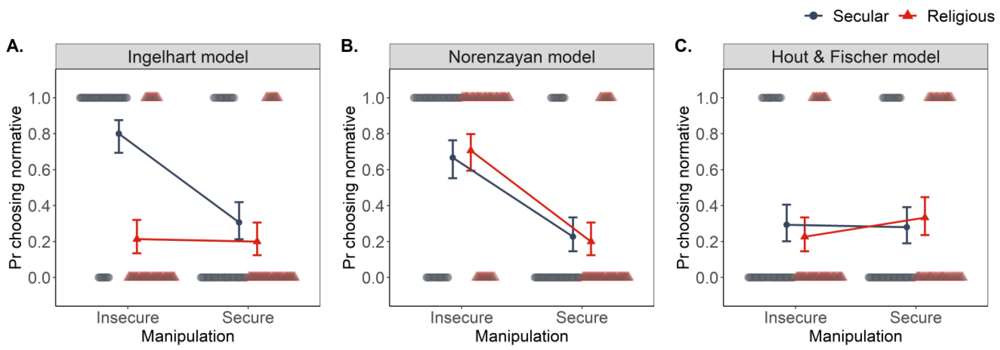 Secular Religious
A. B. C.
Ingelhart model
Norenzayan model
Hout & Fischer model
Pr choosing normative
1.0
0.8
0.6
0.4
0.2
0.0
Insecure Secure
Manipulation
Pr choosing normative
1.0
0.8
0.6
0.4
0.2
0.0
Insecure Secure
Manipulation
Pr choosing normative
1.0
0.8
0.6
0.4
0.2
0.0
Insecure Secure
Manipulation